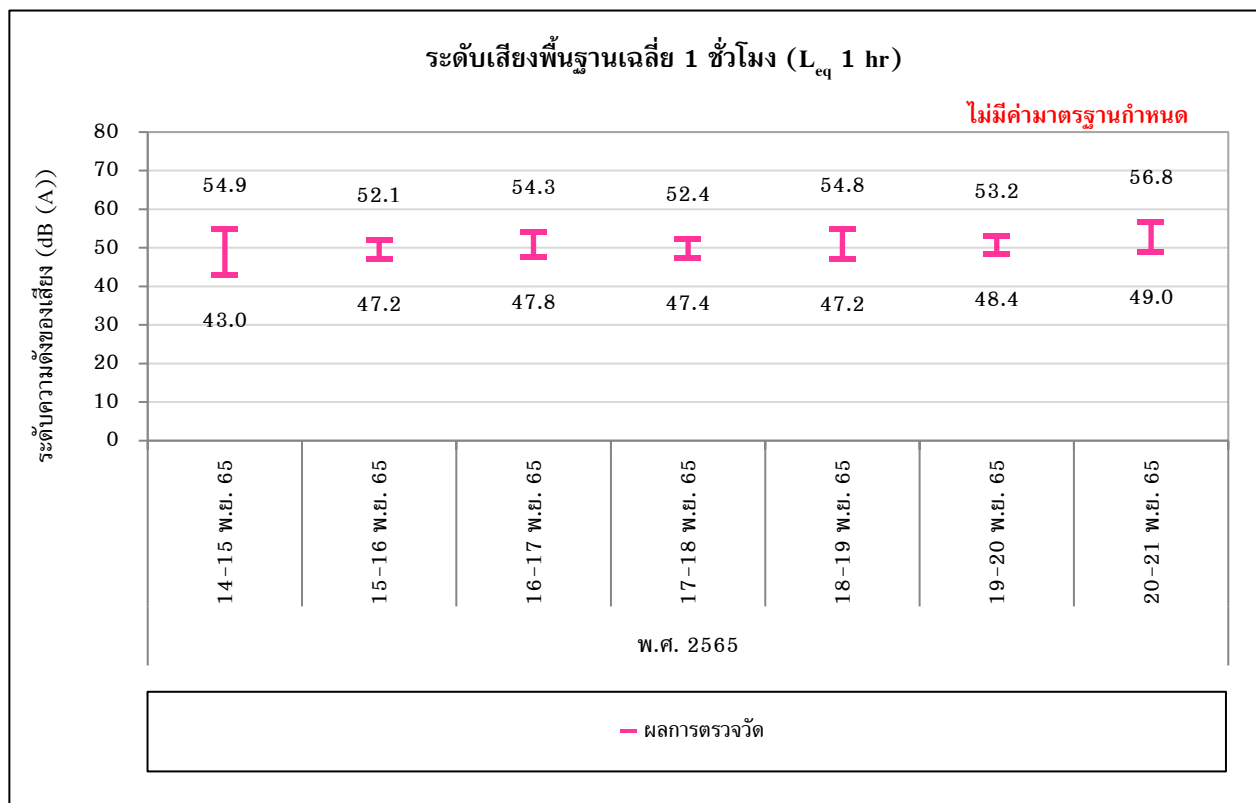 ระดับเสียงพื้นฐานเฉลี่ย 1 ชั่วโมง (Leq 1 hr)
ไม่มีค่ามาตรฐานกำหนด
ระดับความดังของเสียง (dB (A))
80
70
60
50
40
30
20
10
0
54.9
52.1
54.3
52.4
54.8
53.2
56.8
43.0
47.2
47.8
47.4
47.2
48.4
49.0
14-15 พ.ย. 65
15-16 พ.ย. 65
16-17 พ.ย. 65
17-18 พ.ย. 65
18-19 พ.ย. 65
19-20 พ.ย. 65
20-21 พ.ย. 65
พ.ศ. 2565
ผลการตรวจวัด